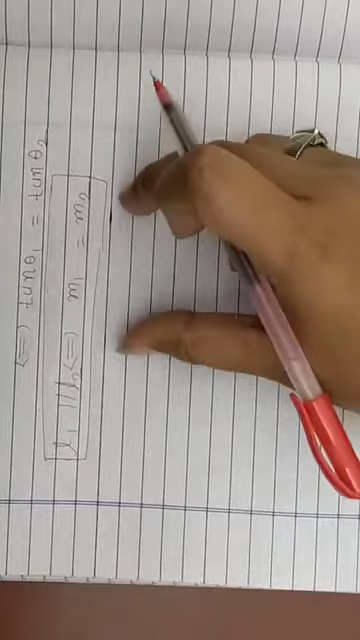 ⇔ tanθ₁ = tanθ₂
l₁ || l₂ ⇔ m₁ = m₂